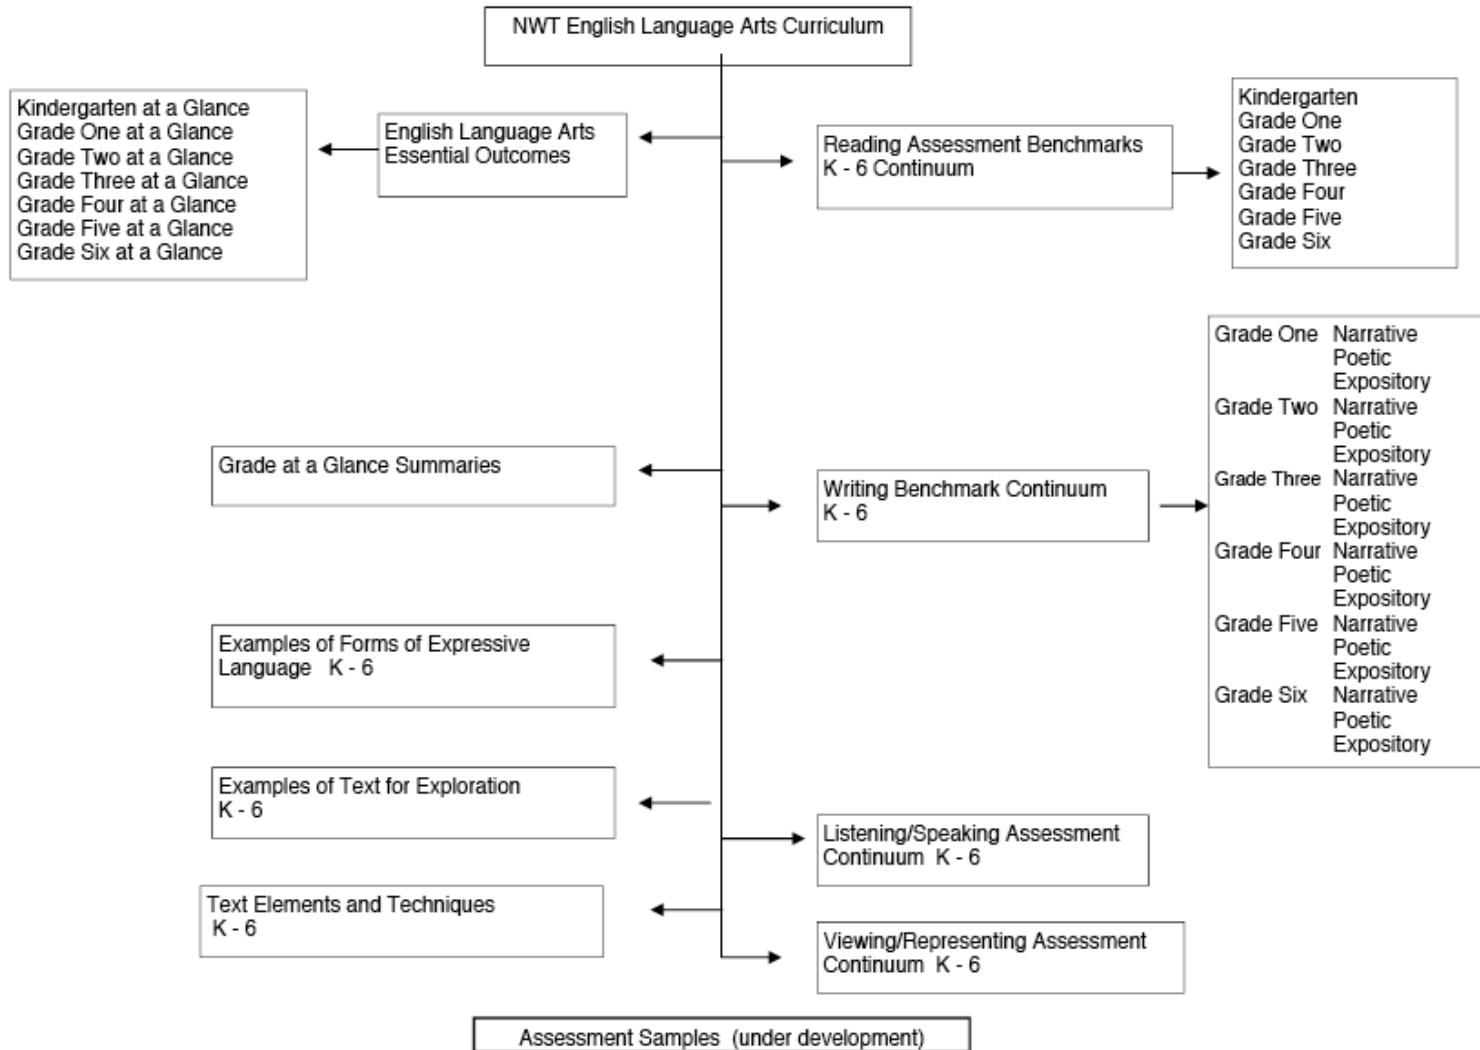 NWT English Language Arts Curriculum
Kindergarten at a Glance
Grade One at a Glance
Grade Two at a Glance
Grade Three at a Glance
Grade Four at a Glance
Grade Five at a Glance
Grade Six at a Glance
English Language Arts
Essential Outcomes
Reading Assessment Benchmarks
K - 6 Continuum
Kindergarten
Grade One
Grade Two
Grade Three
Grade Four
Grade Five
Grade Six
Grade at a Glance Summaries
Writing Benchmark Continuum
K - 6
Grade One Narrative
Poetic
Expository
Grade Two Narrative
Poetic
Expository
Grade Three Narrative
Poetic
Expository
Grade Four Narrative
Poetic
Expository
Grade Five Narrative
Poetic
Expository
Grade Six Narrative
Poetic
Expository
Examples of Forms of Expressive
Language K - 6
Examples of Text for Exploration
K - 6
Listening/Speaking Assessment
Continuum K - 6
Text Elements and Techniques
K - 6
Viewing/Representing Assessment
Continuum K - 6
Assessment Samples (under development)